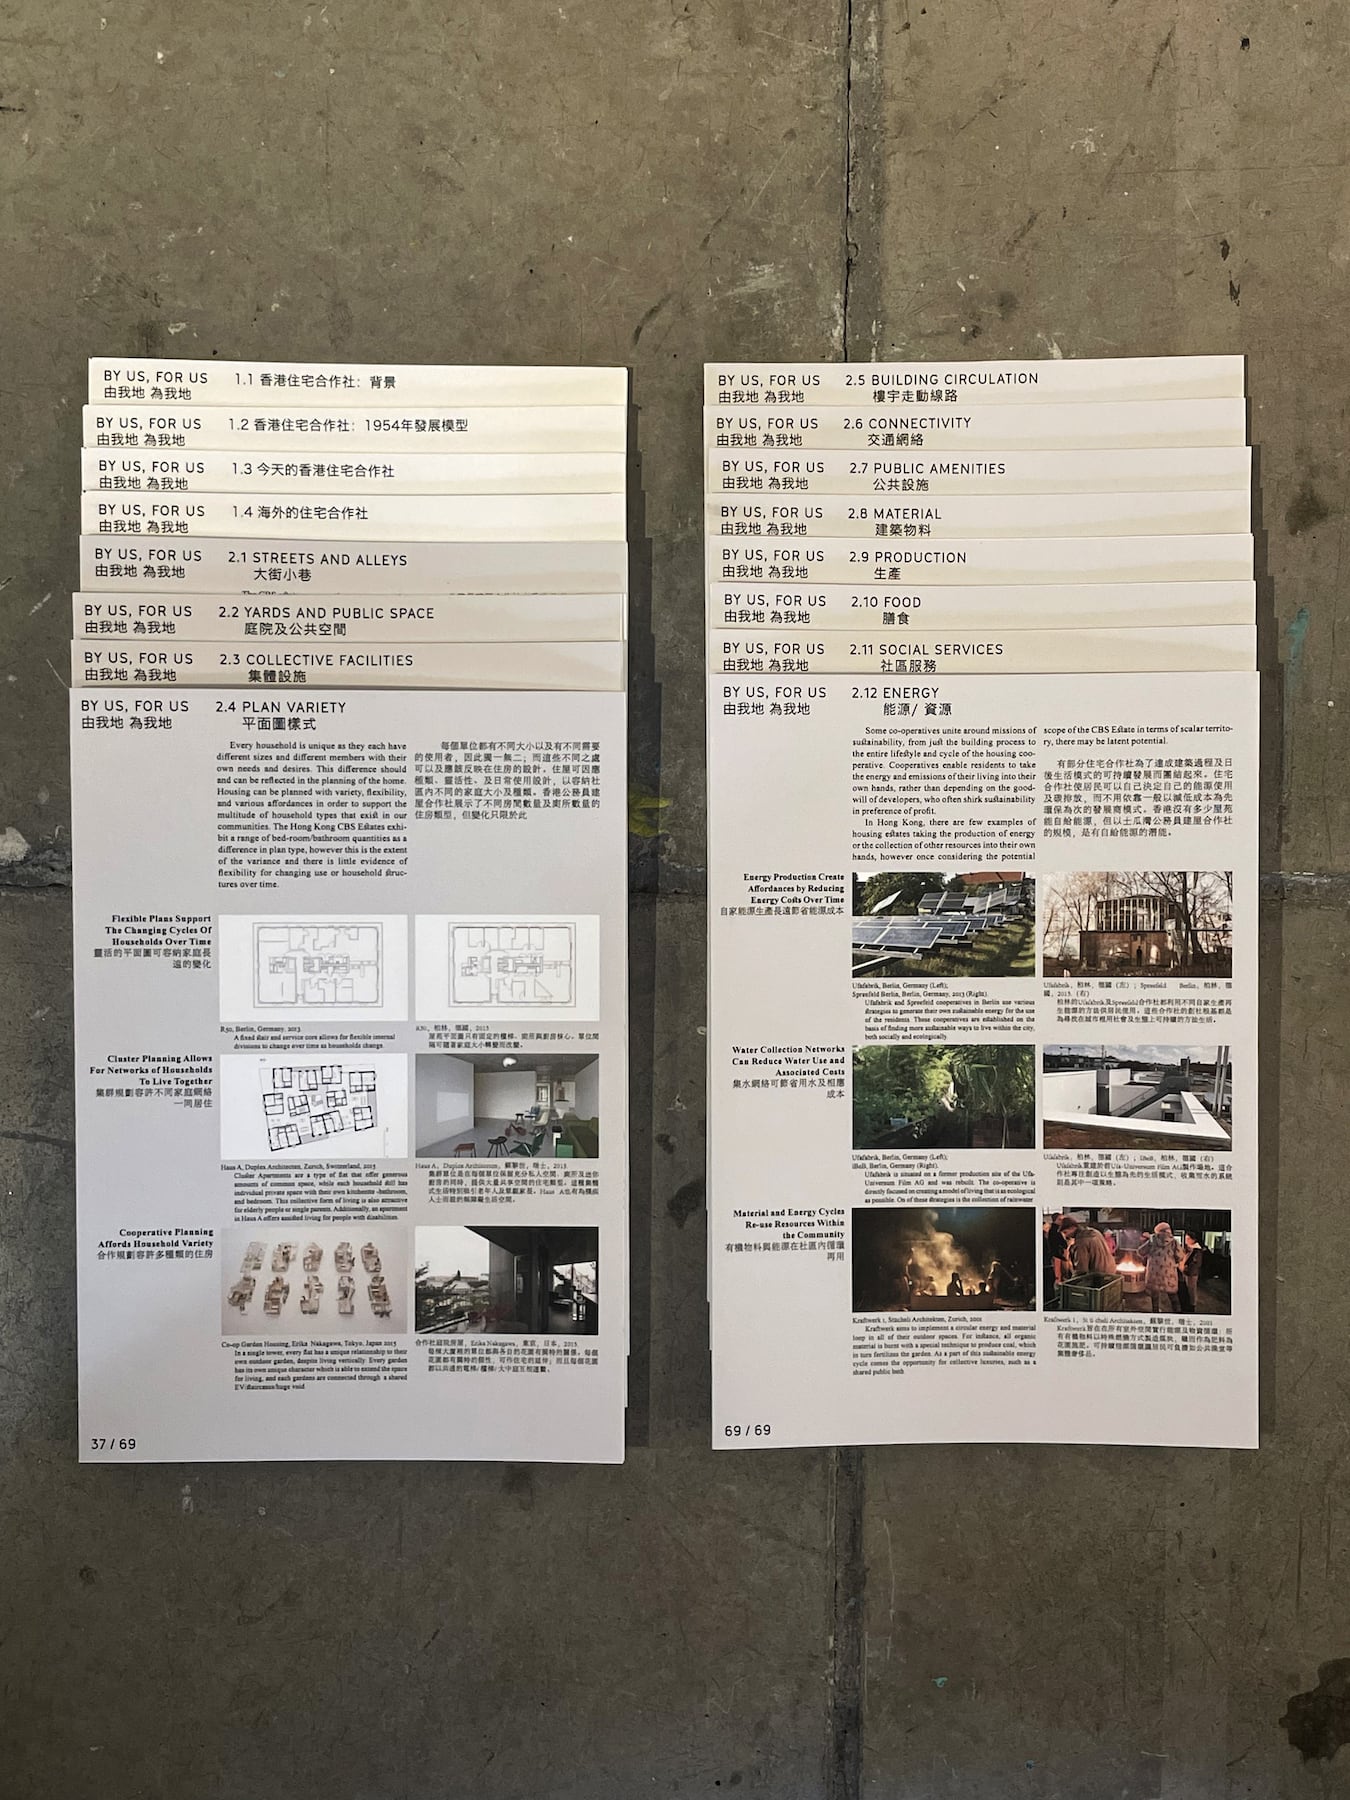 BY US, FOR US 1.1 香港住宅合作社：背景
由我地 為我地
BY US, FOR US 1.2 香港住宅合作社：1954年發展模型
由我地 為我地
BY US, FOR US 1.3 今天的香港住宅合作社
由我地 為我地
BY US, FOR US 1.4 海外的住宅合作社
由我地 為我地
BY US, FOR US 2.1 STREETS AND ALLEYS
由我地 為我地 大街小巷
BY US, FOR US 2.2 YARDS AND PUBLIC SPACE
由我地 為我地 庭院及公共空間
BY US, FOR US 2.3 COLLECTIVE FACILITIES
由我地 為我地 集體設施
BY US, FOR US 2.4 PLAN VARIETY
由我地 為我地 平面圖樣式
Every household is unique as they each have
different sizes and different members with their
own needs and desires. This difference should
and can be reflected in the planning of the home.
Housing can be planned with variety, flexibility,
and various affordances in order to support the
multitude of household types that exist in our
communities. The Hong Kong CBS Estates exhi-
bit a range of bed-room/bathroom quantities as a
difference in plan type, however this is the extent
of the variance and there is little evidence of
flexibility for changing use or household struc-
tures over time.
每個單位都有不同大小以及有不同需要
的使用者，因此獨一無二；而這些不同之處
可以及應該反映在住房的設計。住屋可因應
種類、靈活性、及日常使用設計，以容納社
區內不同的家庭大小及種類。香港公務員建
屋合作社展示了不同房間數量及廁所數量的
住房類型，但變化只限於此
Flexible Plans Support
The Changing Cycles Of
Households Over Time
靈活的平面圖可容納家庭長
遠的變化
R50, Berlin, Germany. 2013
A fixed stair and service core allows for flexible internal
divisions to change over time as households change.
R50, 柏林, 德國, 2013
Cluster Planning Allows
For Networks of Households
To Live Together
集群規劃容許不同家庭網絡
一同居住
Haus A, Duplex Architecten, Zurich, Switzerland, 2015
Cluster Apartments are a type of flat that offer generous
amounts of common space, while each household still has
individual private space with their own kitchenette -bathroom,
and bedroom. This collective form of living is also attractive
for elderly people or single parents. Additionally, an apartment
in Haus A offers assisted living for people with disabilities.
Haus A, Duplex Architecten, 蘇黎世, 瑞士, 2015
Cooperative Planning
Affords Household Variety
合作規劃容許多種類的住房
Co-op Garden Housing, Erika Nakagawa, Tokyo, Japan 2015
In a single tower, every flat has a unique relationship to their
own outdoor garden, despite living vertically. Every garden
has its own unique character which is able to extend the space
for living, and each gardens are connected through a shared
EV/staircases/huge void
合作社庭院房屋, Erika Nakagawa, 東京, 日本, 2015
37 / 69
BY US, FOR US 2.5 BUILDING CIRCULATION
由我地 為我地 樓宇走動線路
BY US, FOR US 2.6 CONNECTIVITY
由我地 為我地 交通網絡
BY US, FOR US 2.7 PUBLIC AMENITIES
由我地 為我地 公共設施
BY US, FOR US 2.8 MATERIAL
由我地 為我地 建築物料
BY US, FOR US 2.9 PRODUCTION
由我地 為我地 生產
BY US, FOR US 2.10 FOOD
由我地 為我地 膳食
BY US, FOR US 2.11 SOCIAL SERVICES
由我地 為我地 社區服務
BY US, FOR US 2.12 ENERGY
由我地 為我地 能源/ 資源
Some co-operatives unite around missions of
sustainability, from just the building process to
the entire lifestyle and cycle of the housing coo-
perative. Cooperatives enable residents to take
the energy and emissions of their living into their
own hands, rather than depending on the good-
will of developers, who often shirk sustainability
in preference of profit.
In Hong Kong, there are few examples of
housing estates taking the production of energy
or the collection of other resources into their own
hands, however once considering the potential
scope of the CBS Estate in terms of scalar territo-
ry, there may be latent potential.
有部分住宅合作社為了達成建築過程及日
後生活模式的可持續發展而團結起來。住宅
合作社使居民可以自己決定自己的能源使用
及碳排放，而不用依靠一般以減低成本為先
環保為次的發展商模式。香港沒有多少屋苑
能自給能源，但以土瓜灣公務員建屋合作社
的規模，是有自給能源的潛能。
Energy Production Create
Affordances by Reducing
Energy Costs Over Time
自家能源生產長遠節省能源成本
Ufafabrik, Berlin, Germany (Left);
Spreefeld Berlin, Berlin, Germany, 2013 (Right).
Ufafabrik and Spreefeld cooperatives in Berlin use various
strategies to generate their own sustainable energy for the use
of the residents. These cooperatives are established on the
basis of finding more sustainable ways to live within the city,
both socially and ecologically
Water Collection Networks
Can Reduce Water Use and
Associated Costs
集水網絡可節省用水及相應
成本
Ufafabrik, Berlin, Germany (Left);
IBeB, Berlin, Germany (Right).
Ufafabrik is situated on a former production site of the Ufa-
Universum Film AG and was rebuilt. The co-operative is
directly focused on creating a model of living that is as ecological
as possible. On of these strategies is the collection of rainwater
Material and Energy Cycles
Re-use Resources Within
the Community
有機物料與能源在社區內循環
再用
Kraftwerk 1, Stücheli Architekten, Zurich, 2001
Kraftwerk aims to implement a circular energy and material
loop in all of their outdoor spaces. For instance, all organic
material is burnt with a special technique to produce coal, which
in turn fertilizes the garden. As a part of this sustainable energy
cycle comes the opportunity for collective luxuries, such as a
shared public bath
69 / 69